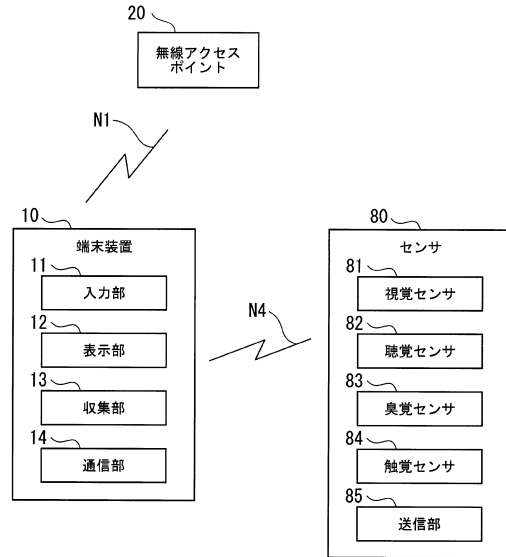 20
無線アクセス
ポイント
N1
10
端末装置
11
入力部
12
表示部
13
収集部
14
通信部
N4
80
センサ
81
視覚センサ
82
聴覚センサ
83
臭覚センサ
84
触覚センサ
85
送信部